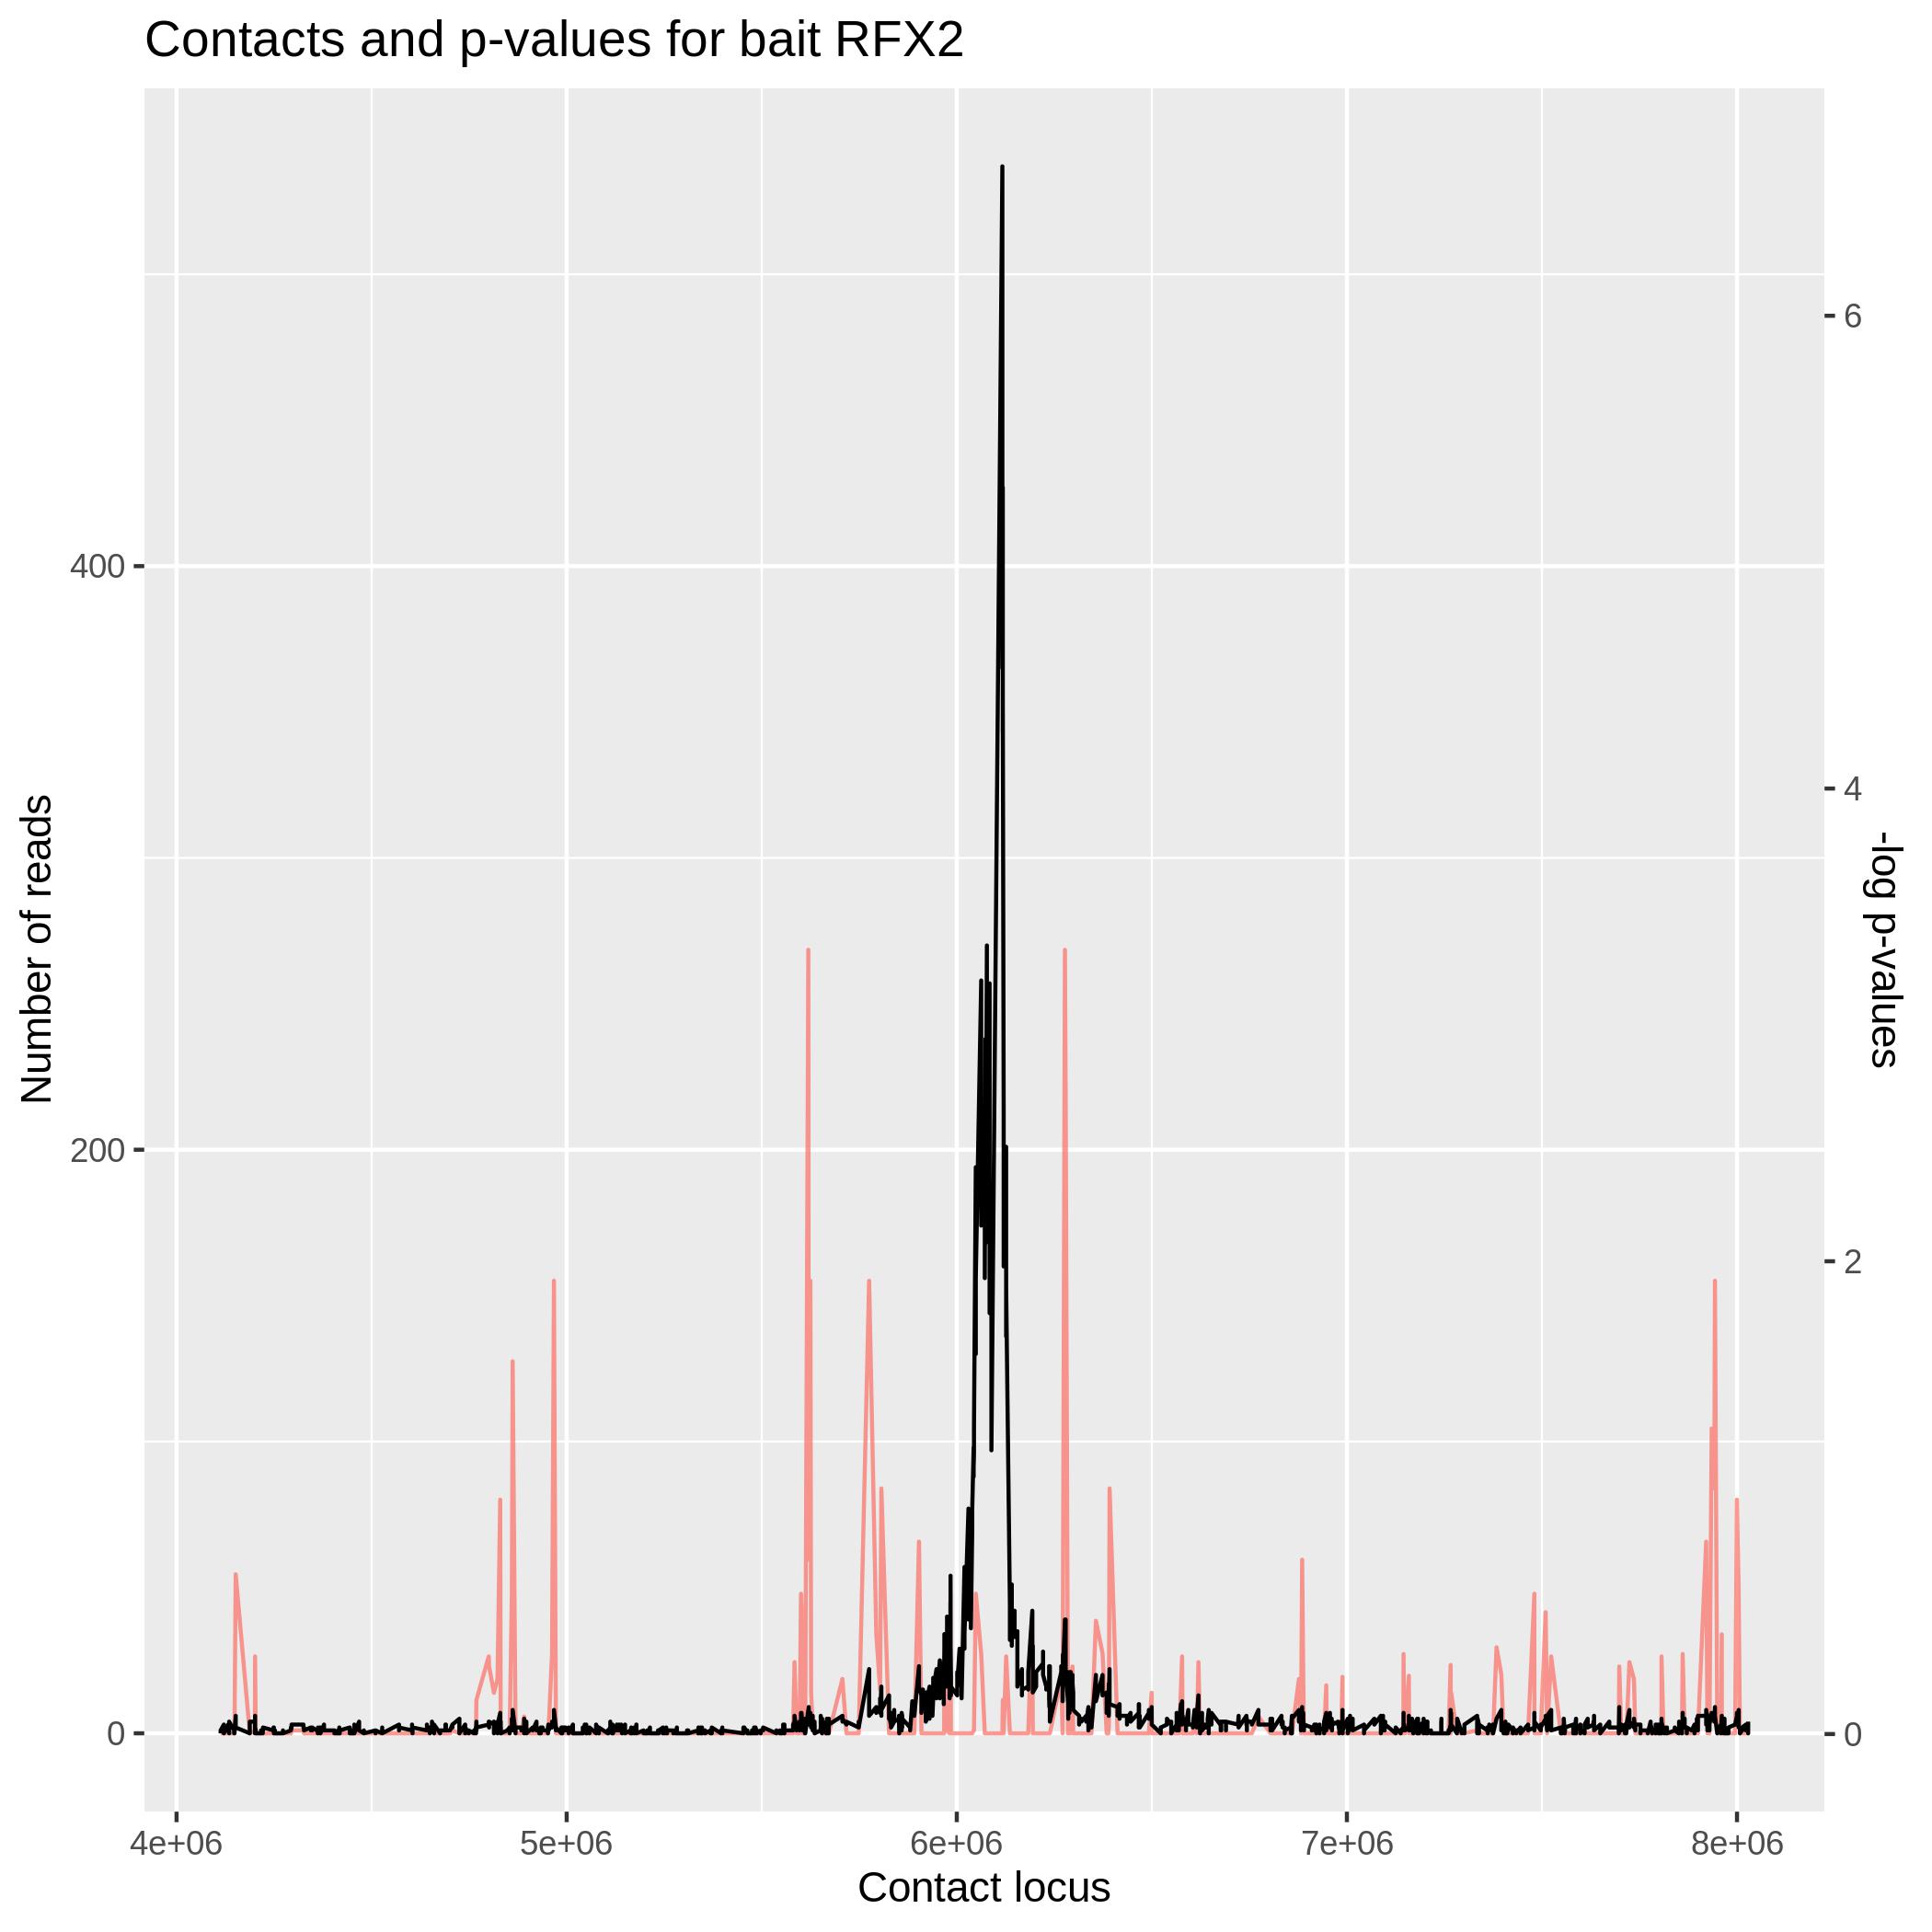 Contacts and p-values for bait RFX2
Number of reads
400
200
0
6
4
2
0
-log p-values
4e+06
5e+06
6e+06
7e+06
8e+06
Contact locus